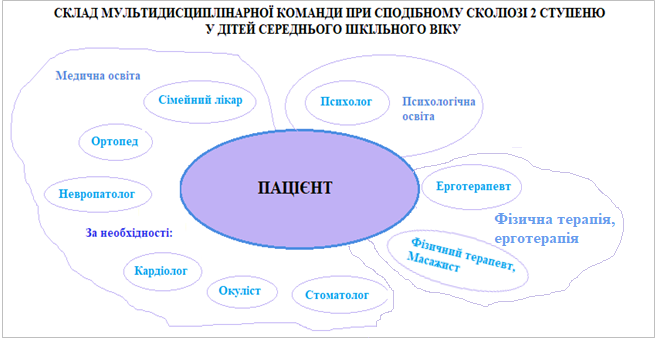 СКЛАД МУЛЬТИДИСЦИПЛІНАРНОЇ КОМАНДИ ПРИ СПОДІБНОМУ СКОЛІОЗІ 2 СТУПЕНЮ
У ДІТЕЙ СЕРЕДНЬОГО ШКІЛЬНОГО ВІКУ
Медична освіта
Сімейний лікар
Ортопед
Невропатолог
За необхідності:
Кардіолог
Окуліст
Стоматолог
ПАЦІЄНТ
Психолог
Психологічна
освіта
Ерготерапевт
Фізична терапія,
ерготерапія
Фізичний терапевт,
Масажист